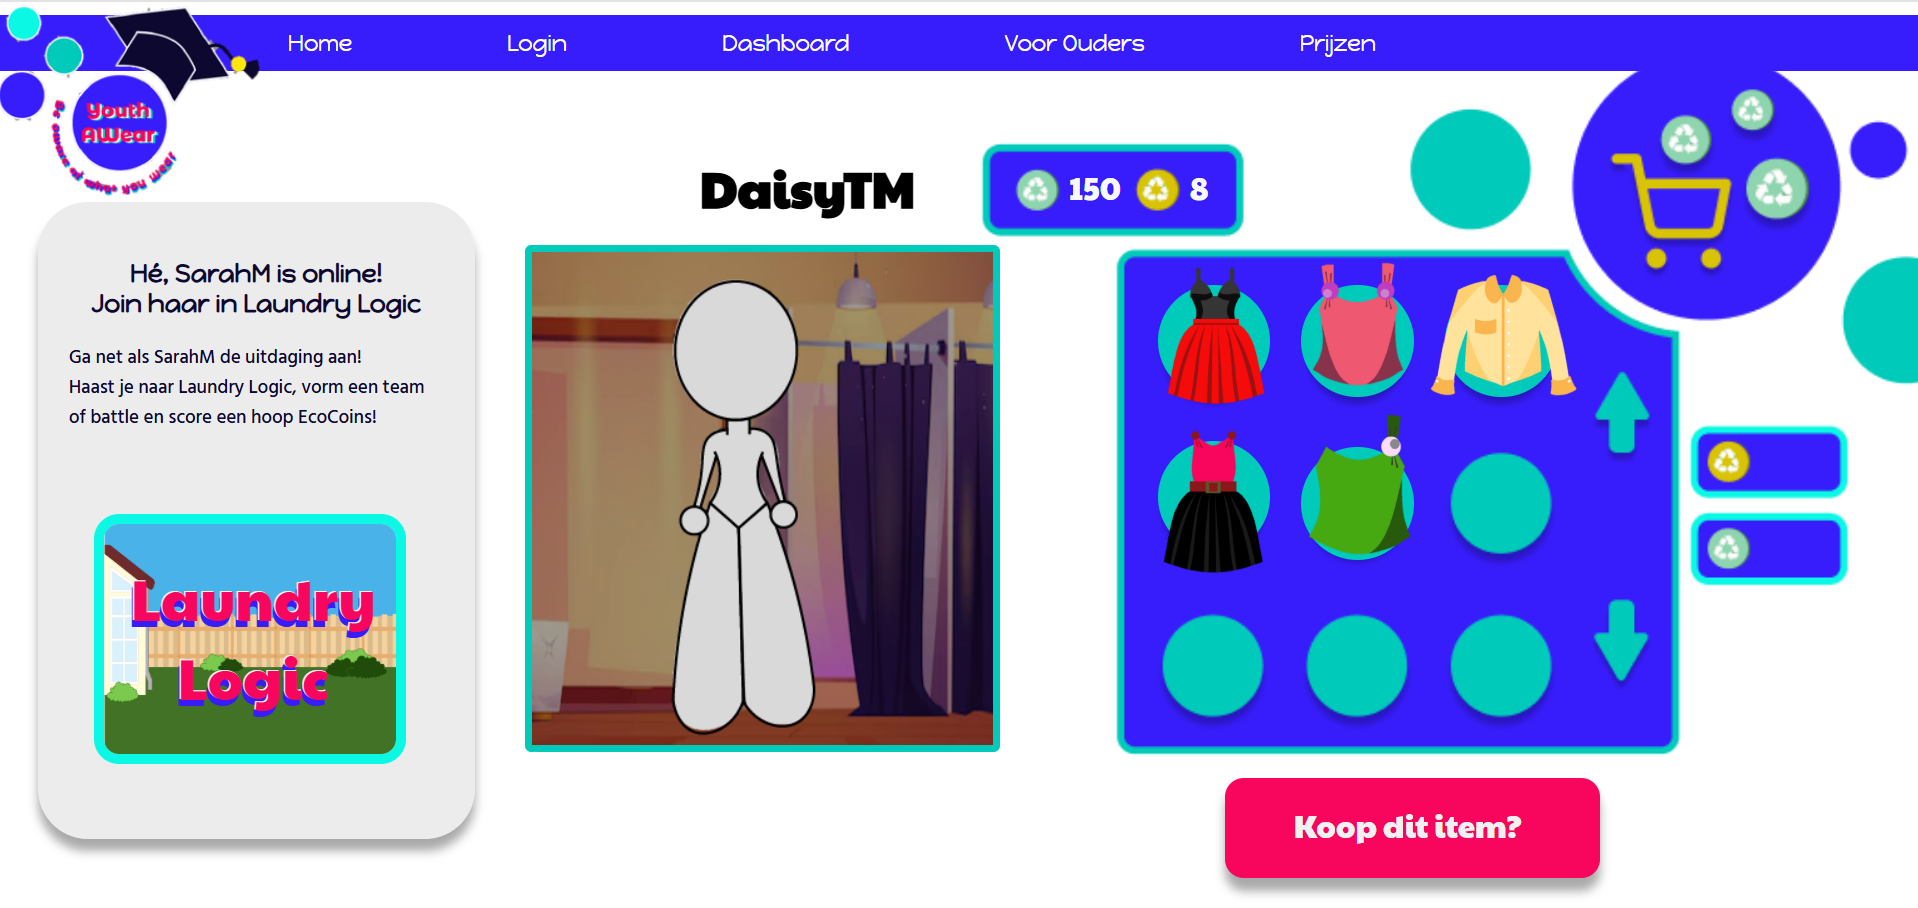 Home Login Dashboard Voor Ouders Prijzen
Youth
AWear
Be aware of what you wear
DaisyTM
150 8
Hé, SarahM is online!
Join haar in Laundry Logic
Ga net als SarahM de uitdaging aan!
Haast je naar Laundry Logic, vorm een team
of battle en score een hoop EcoCoins!
Laundry
Logic
Koop dit item?